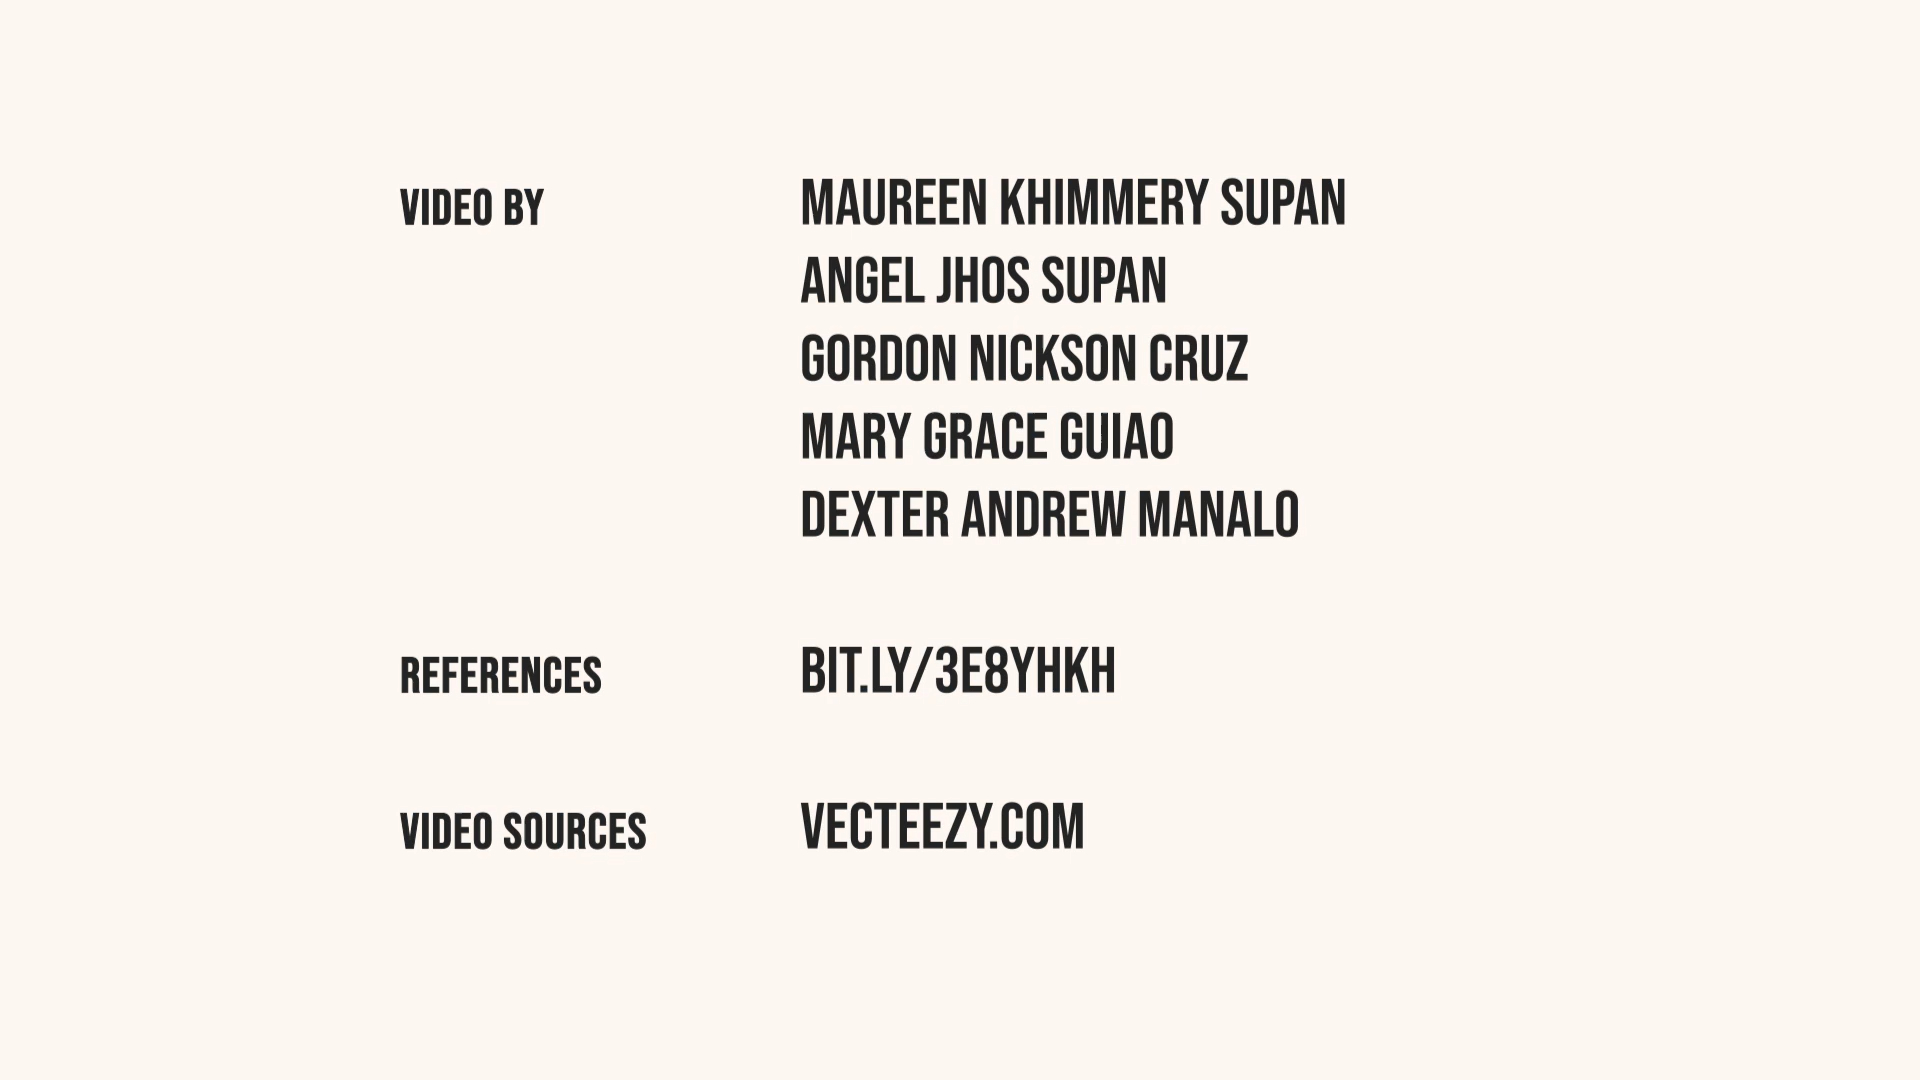 VIDEO BY MAUREEN KHIMMERY SUPAN
ANGEL JHOS SUPAN
GORDON NICKSON CRUZ
MARY GRACE GUIAO
DEXTER ANDREW MANALO
REFERENCES BIT.LY/3E8YHKH
VIDEO SOURCES VECTEEZY.COM